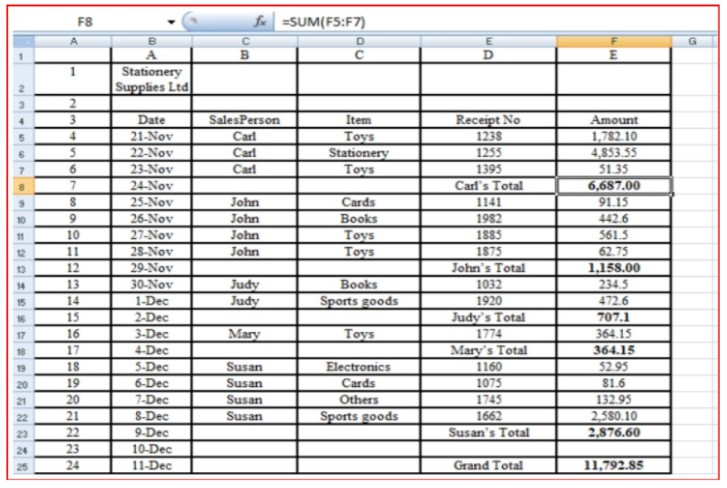 F8 fx =SUM(F5:F7)
A B C D E F G
1 A B C D E
2 1 Stationery
Supplies Ltd
3 2
4 3 Date SalesPerson Item Receipt No Amount
5 4 21-Nov Carl Toys 1238 1,782.10
6 5 22-Nov Carl Stationery 1255 4,853.55
7 6 23-Nov Carl Toys 1395 51.35
8 7 24-Nov Carl's Total 6,687.00
9 8 25-Nov John Cards 1141 91.15
10 9 26-Nov John Books 1982 442.6
11 10 27-Nov John Toys 1885 561.5
12 11 28-Nov John Toys 1875 62.75
13 12 29-Nov John's Total 1,158.00
14 13 30-Nov Judy Books 1032 234.5
15 14 1-Dec Judy Sports goods 1920 472.6
16 15 2-Dec Judy's Total 707.1
17 16 3-Dec Mary Toys 1774 364.15
18 17 4-Dec Mary's Total 364.15
19 18 5-Dec Susan Electronics 1160 52.95
20 19 6-Dec Susan Cards 1075 81.6
21 20 7-Dec Susan Others 1745 132.95
22 21 8-Dec Susan Sports goods 1662 2,580.10
23 22 9-Dec Susan's Total 2,876.60
24 23 10-Dec
25 24 11-Dec Grand Total 11,792.85